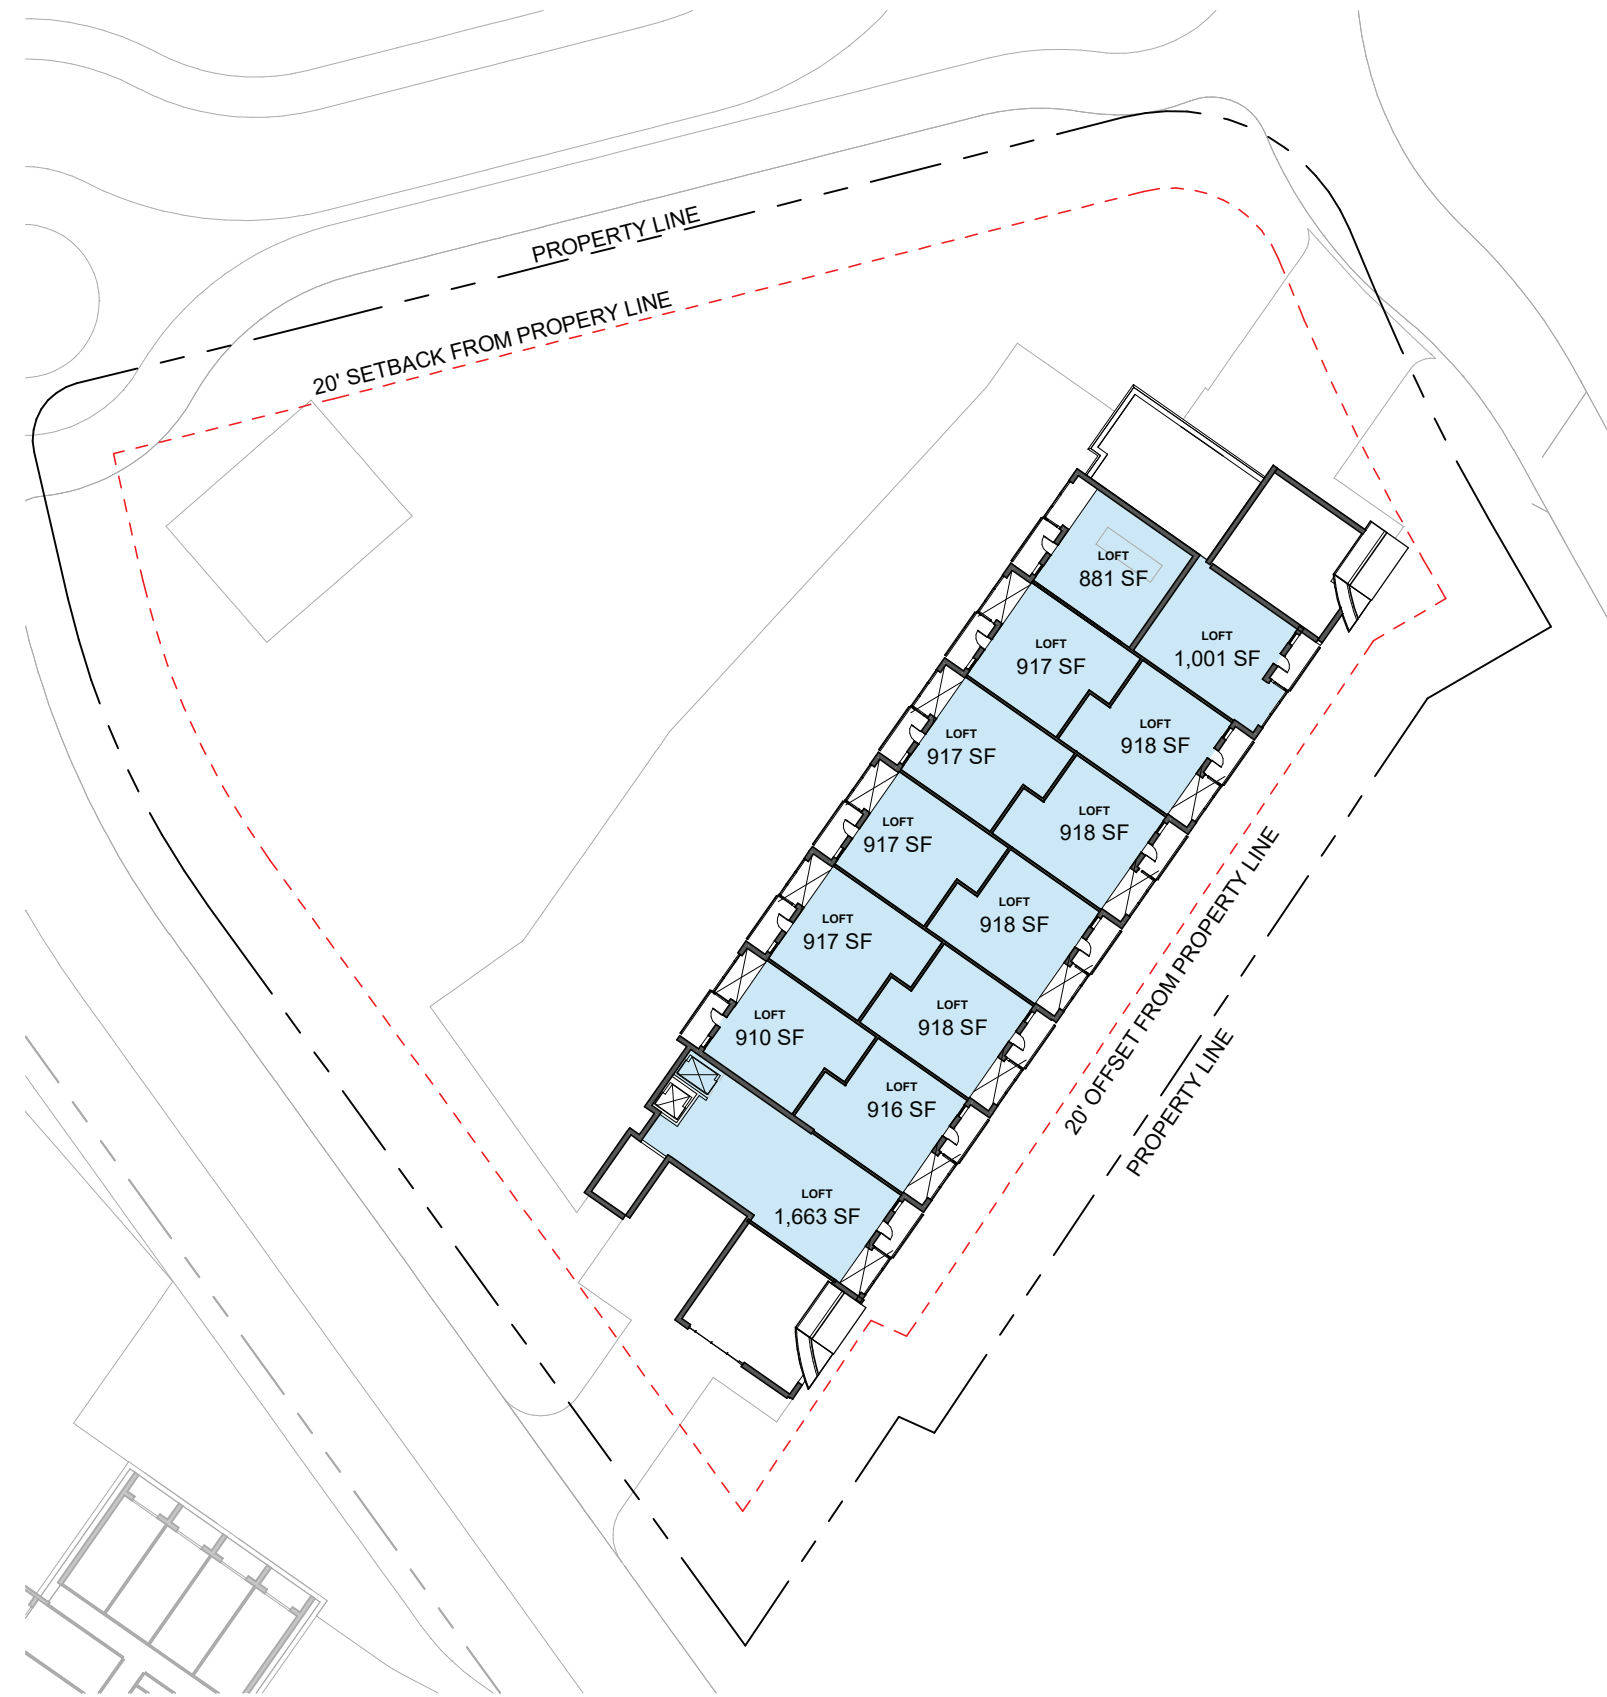 PROPERTY LINE
20' SETBACK FROM PROPERY LINE
LOFT
881 SF
LOFT
1,001 SF
LOFT
917 SF
LOFT
918 SF
LOFT
917 SF
LOFT
918 SF
LOFT
917 SF
LOFT
918 SF
LOFT
917 SF
LOFT
918 SF
LOFT
910 SF
LOFT
916 SF
LOFT
1,663 SF
20' OFFSET FROM PROPERTY LINE
PROPERTY LINE